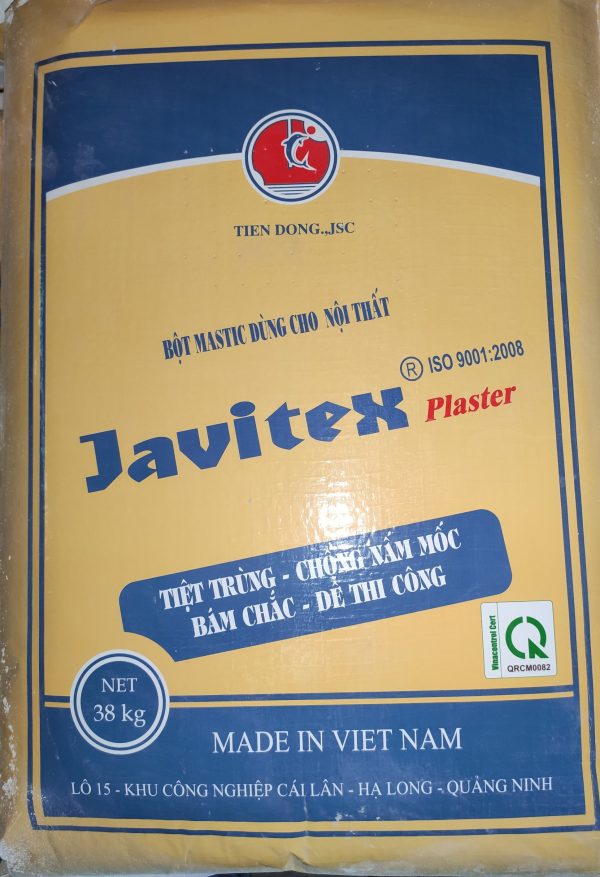 TIEN DONG.,JSC
BỘT MASTIC DÙNG CHO NỘI THẤT
® ISO 9001:2008
Javitex Plaster
TIỆT TRÙNG - CHỐNG NẤM MỐC
BÁM CHẮC - DỄ THI CÔNG
Vinacontrol Cert
QRCM0082
NET
38 kg
MADE IN VIET NAM
LÔ 15 - KHU CÔNG NGHIỆP CÁI LÂN - HẠ LONG - QUẢNG NINH